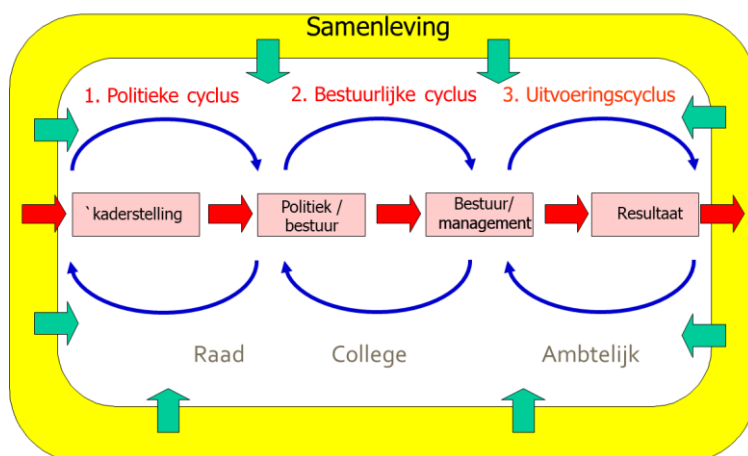 Samenleving
1. Politieke cyclus
2. Bestuurlijke cyclus
3. Uitvoeringscyclus
`kaderstelling
Politiek /
bestuur
Bestuur/
management
Resultaat
Raad
College
Ambtelijk